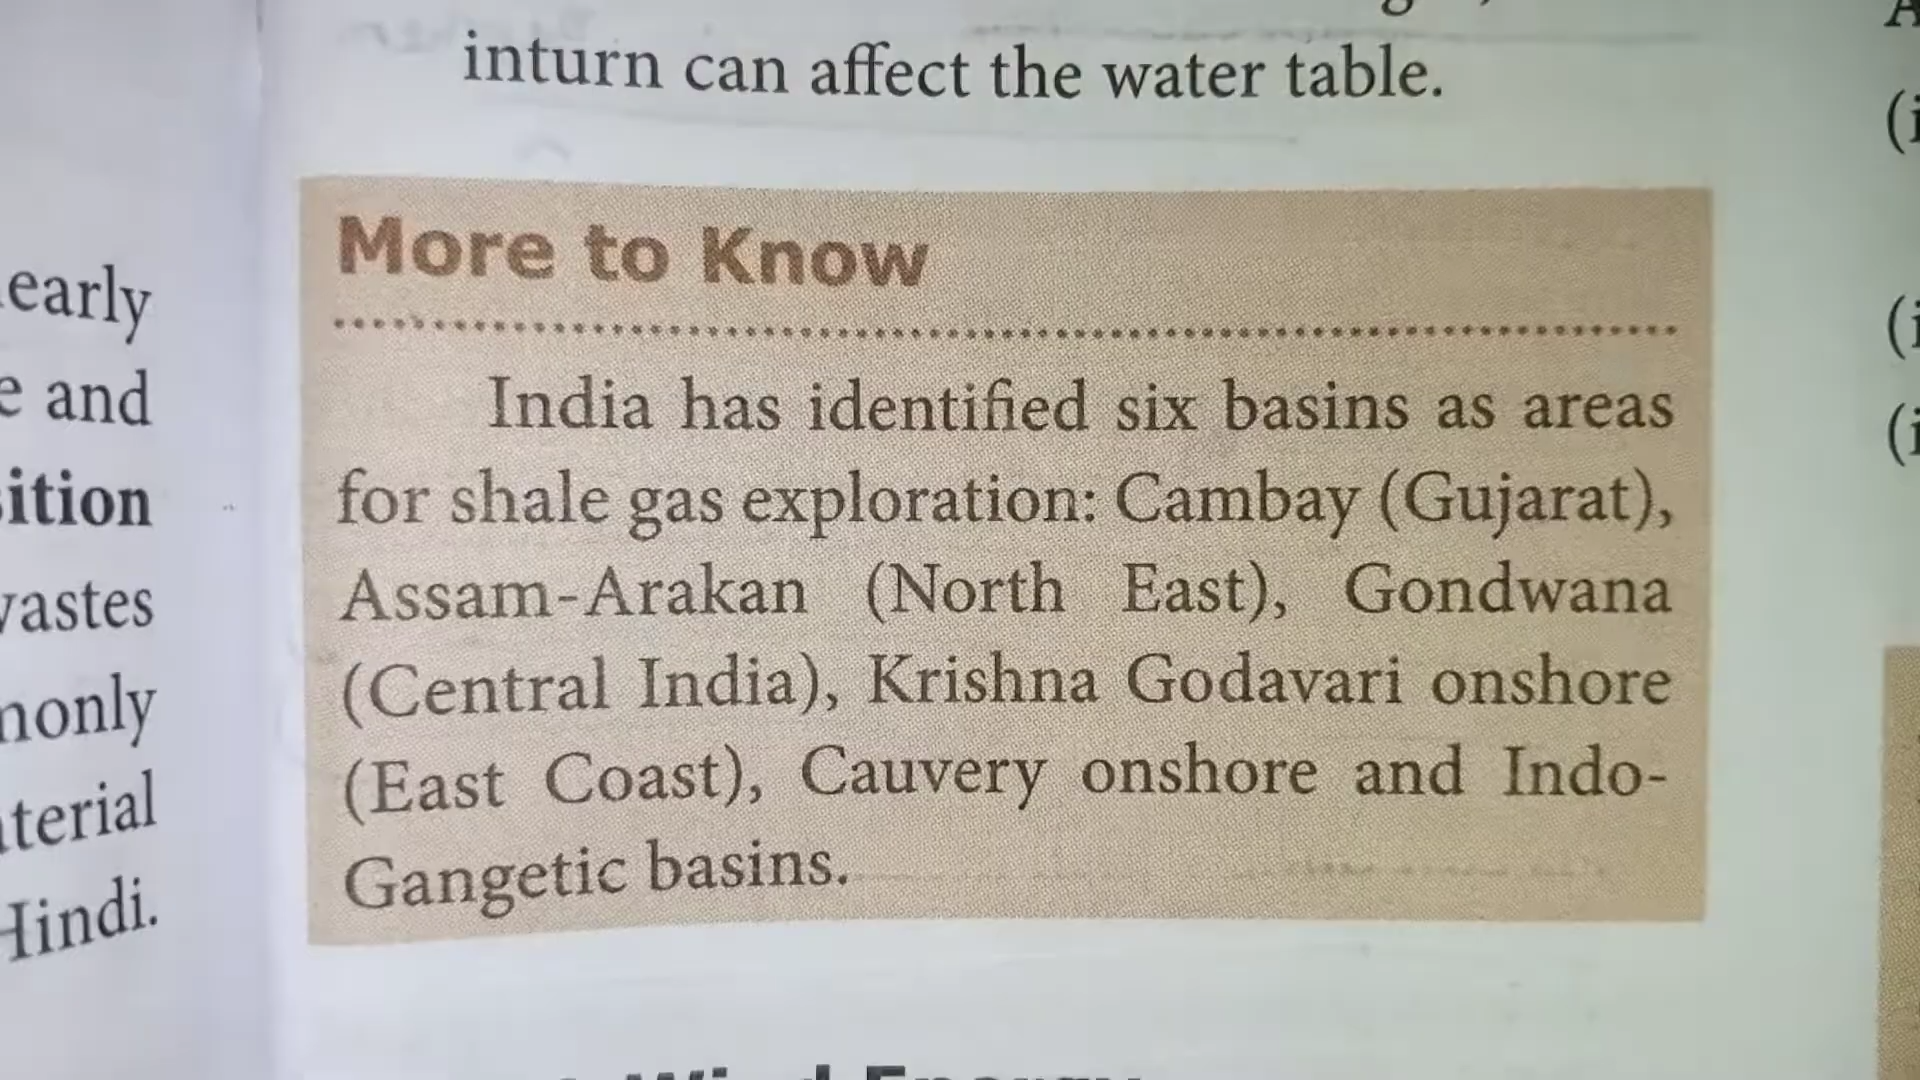 inturn can affect the water table.
More to Know
India has identified six basins as areas
for shale gas exploration: Cambay (Gujarat),
Assam-Arakan (North East), Gondwana
(Central India), Krishna Godavari onshore
(East Coast), Cauvery onshore and Indo-
Gangetic basins.
early
e and
ition
astes
only
terial
Hindi.